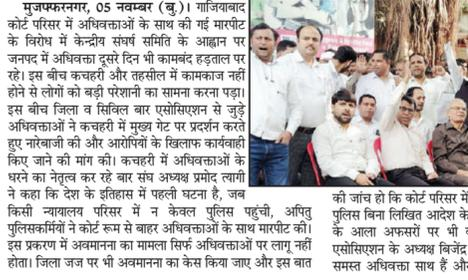 मुजफ्फरनगर, 05 नवम्बर (बु.)। गाजियाबाद
कोर्ट परिसर में अधिवक्ताओं के साथ की गई मारपीट
के विरोध में केन्द्रीय संघर्ष समिति के आह्वान पर
जनपद में अधिवक्ता दूसरे दिन भी कामबंद हड़ताल पर
रहे। इस बीच कचहरी और तहसील में कामकाज नहीं
होने से लोगों को बड़ी परेशानी का सामना करना पड़ा।
इस बीच जिला व सिविल बार एसोसिएशन से जुड़े
अधिवक्ताओं ने कचहरी में मुख्य गेट पर प्रदर्शन करते
हुए नारेबाजी की और आरोपियों के खिलाफ कार्यवाही
किए जाने की मांग की। कचहरी में अधिवक्ताओं के
धरने का नेतृत्व कर रहे बार संघ अध्यक्ष प्रमोद त्यागी
ने कहा कि देश के इतिहास में पहली घटना है, जब
किसी न्यायालय परिसर में न केवल पुलिस पहुंची, अपितु
पुलिसकर्मियों ने कोर्ट रूम से बाहर अधिवक्ताओं के साथ मारपीट की।
इस प्रकरण में अवमानना का मामला सिर्फ अधिवक्ताओं पर लागू नहीं
होता। जिला जज पर भी अवमानना का केस किया जाए और इस बात
की जांच हो कि कोर्ट परिसर में
पुलिस बिना लिखित आदेश के
के आला अफसरों पर भी
एसोसिएशन के अध्यक्ष बिजेंद्र
समस्त अधिवक्ता साथ हैं और